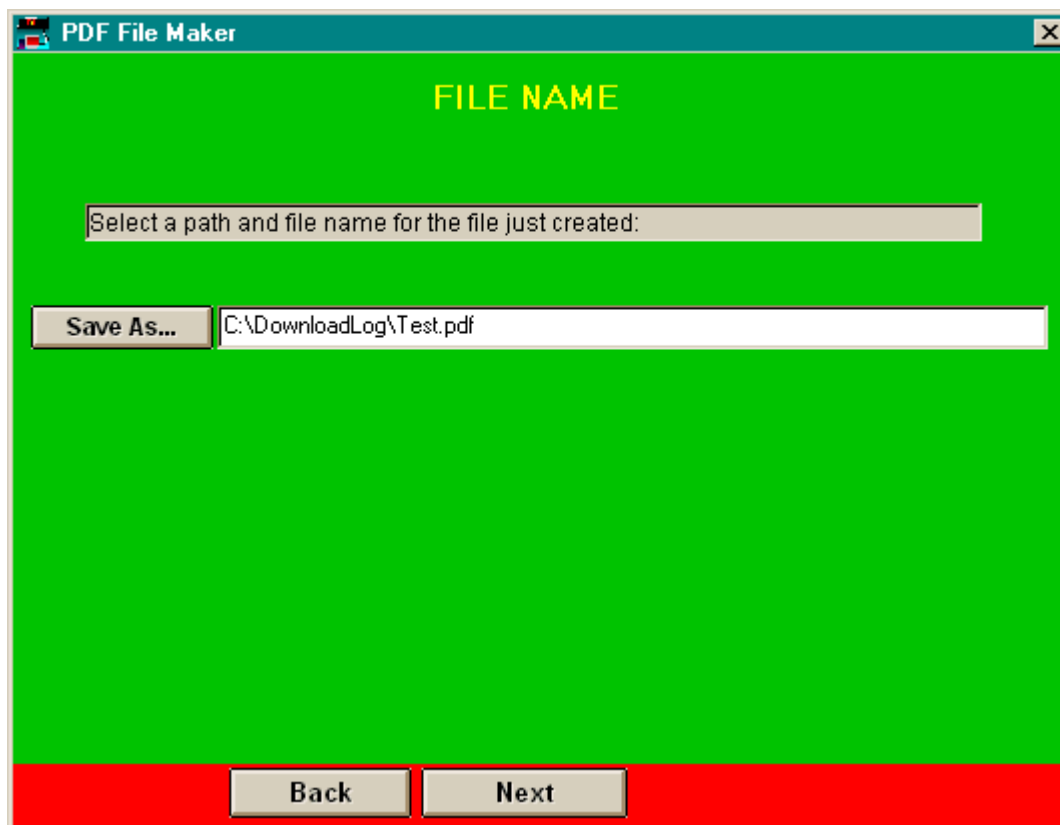 PDF File Maker
FILE NAME
Select a path and file name for the file just created:
Save As... C:\DownloadLog\Test.pdf
Back Next